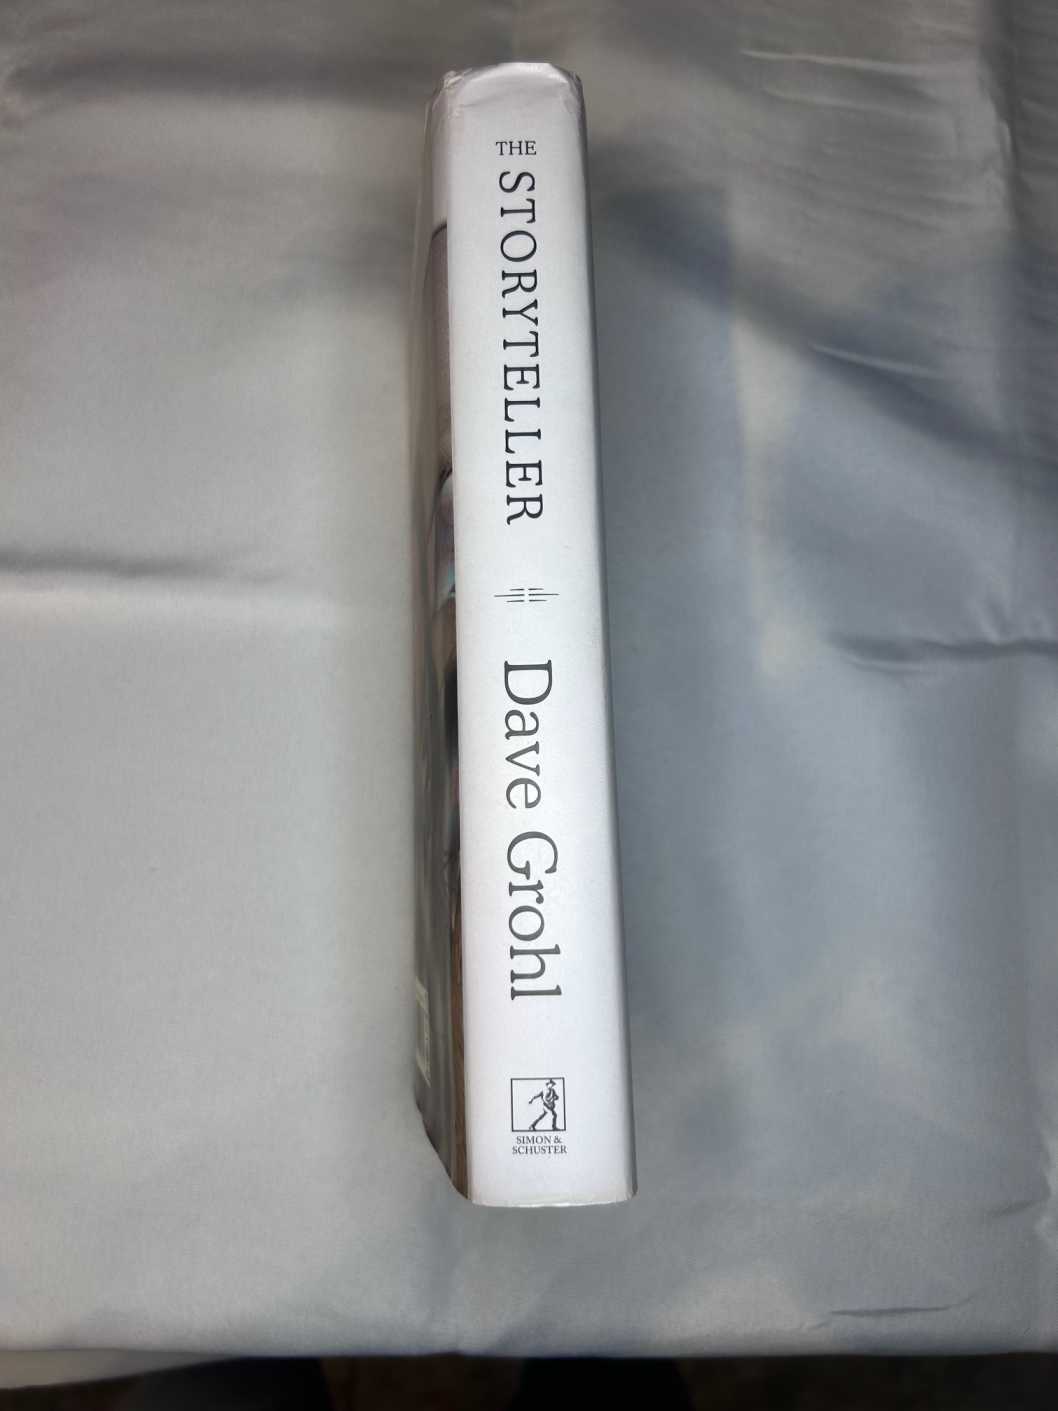 THE
STORYTELLER
Dave Grohl
SIMON &
SCHUSTER